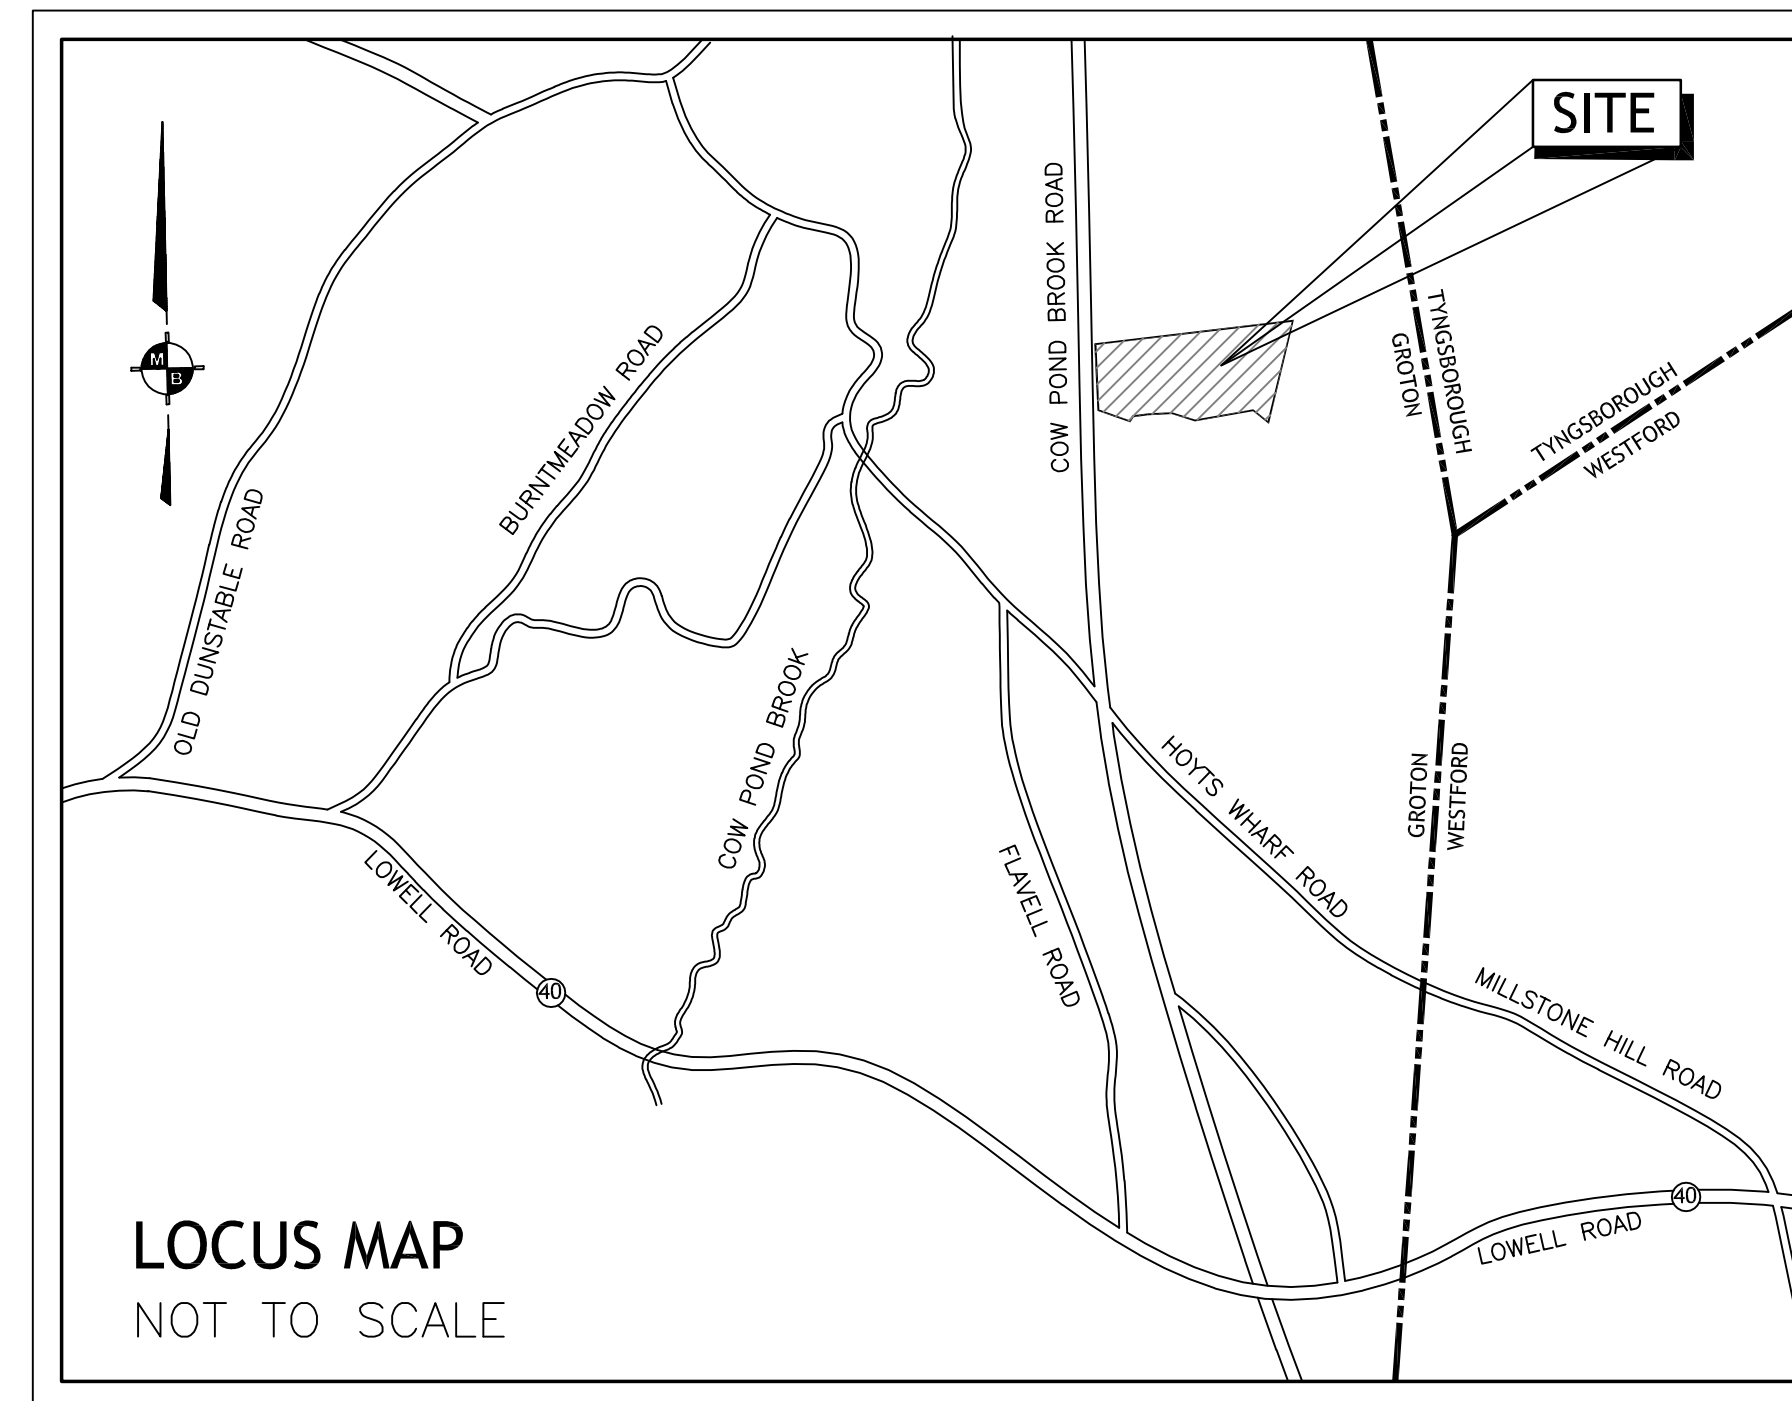 SITE
COW POND BROOK ROAD
TYNGSBOROUGH
GROTON
TYNGSBOROUGH
WESTFORD
M
B
BURNTMEADOW ROAD
OLD DUNSTABLE ROAD
COW POND BROOK
HOYTS WHARF ROAD
GROTON
WESTFORD
LOWELL ROAD
FLAVELL ROAD
40
MILLSTONE HILL ROAD
40
LOWELL ROAD
LOCUS MAP
NOT TO SCALE